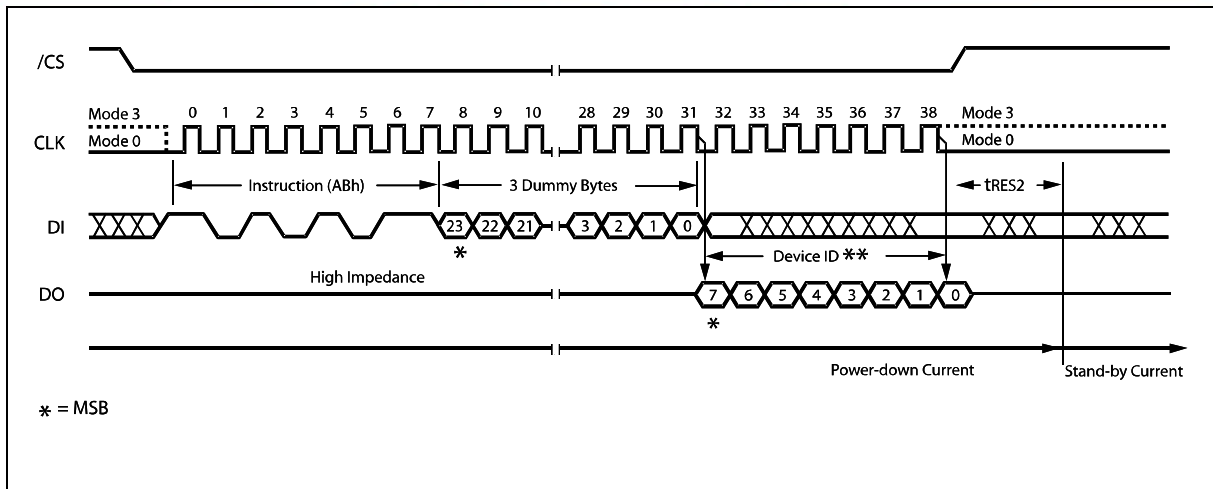 /CS
Mode 3 0 1 2 3 4 5 6 7 8 9 10 28 29 30 31 32 33 34 35 36 37 38 Mode 3
CLK Mode 0 Mode 0
Instruction (ABh) 3 Dummy Bytes tRES2
DI 23 22 21 3 2 1 0
* Device ID **
High Impedance
DO 7 6 5 4 3 2 1 0
*
Power-down Current Stand-by Current
* = MSB